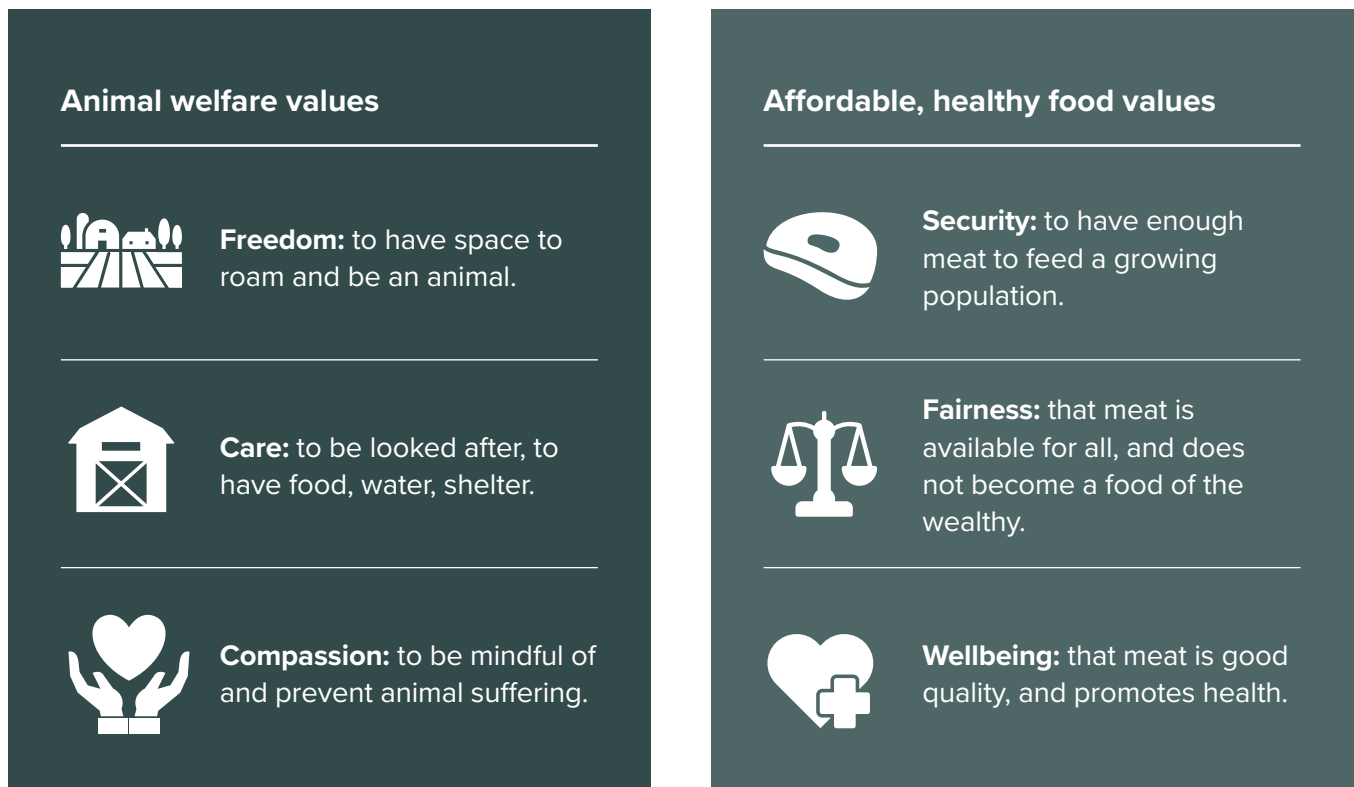 Animal welfare values
Freedom: to have space to
roam and be an animal.
Care: to be looked after, to
have food, water, shelter.
Compassion: to be mindful of
and prevent animal suffering.
Affordable, healthy food values
Security: to have enough
meat to feed a growing
population.
Fairness: that meat is
available for all, and does
not become a food of the
wealthy.
Wellbeing: that meat is good
quality, and promotes health.